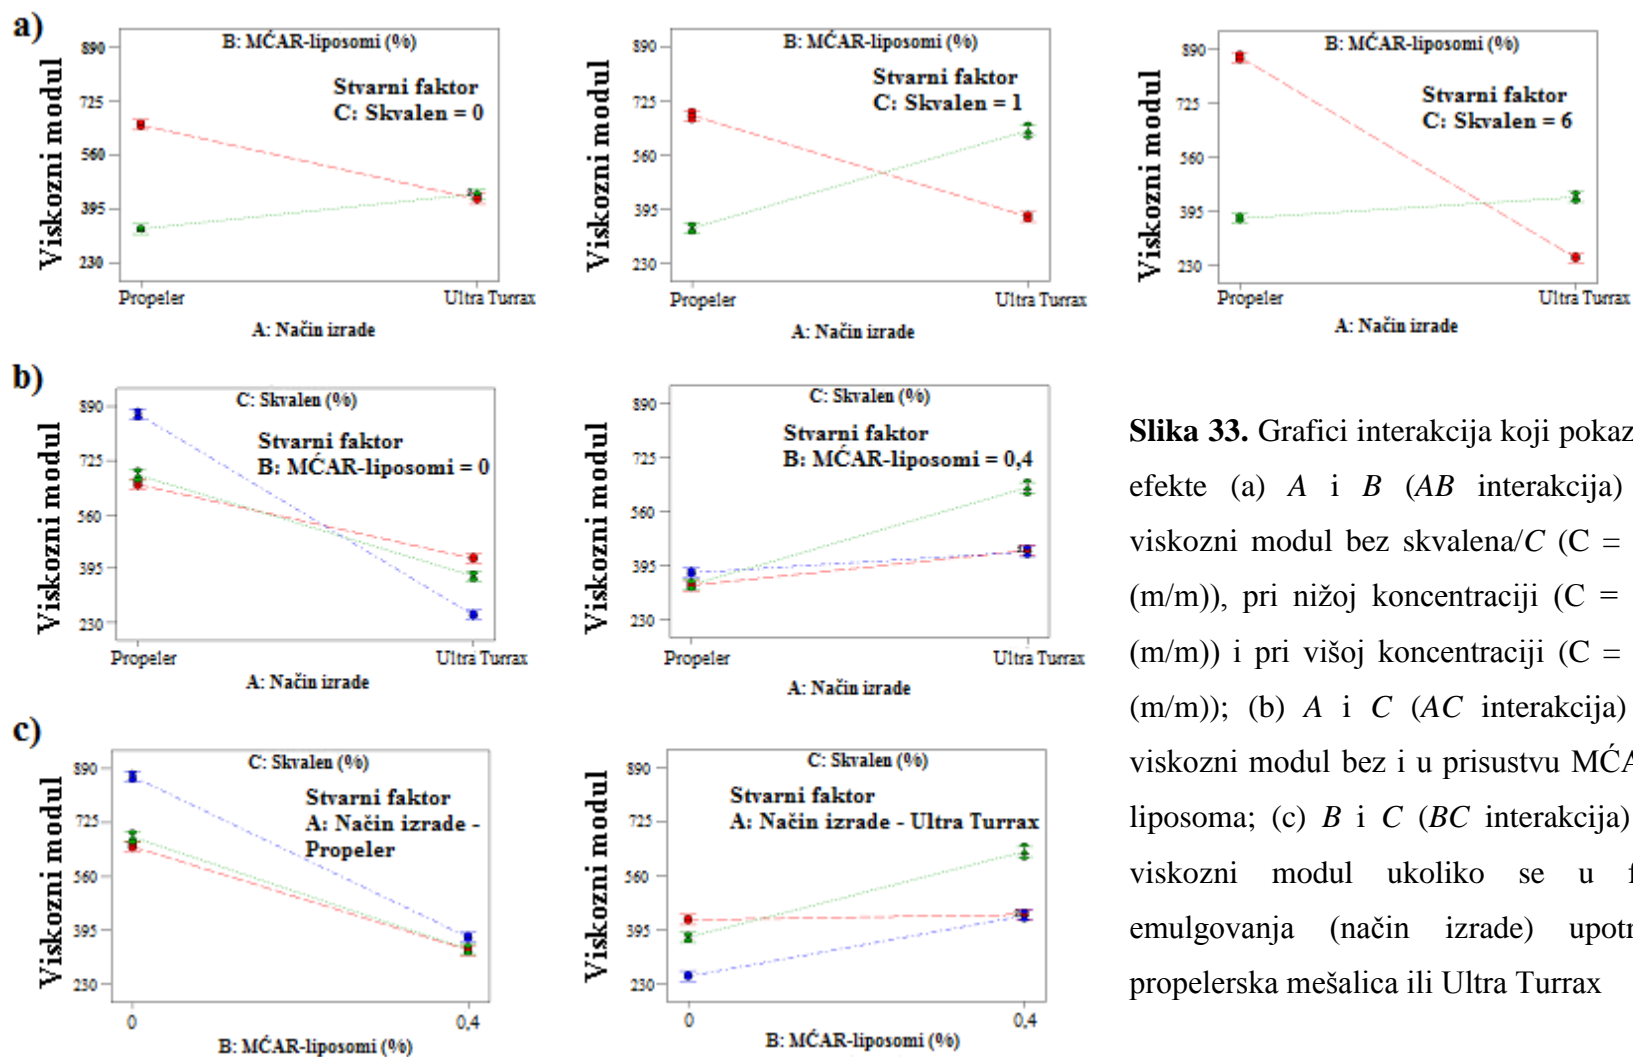 a)
B: MĆAR-liposomi (%)
Stvarni faktor
C: Skvalen = 0
Viskozni modul
890
725
560
395
230
Propeler
Ultra Turrax
A: Način izrade
B: MĆAR-liposomi (%)
Stvarni faktor
C: Skvalen = 1
Viskozni modul
890
725
560
395
230
Propeler
Ultra Turrax
A: Način izrade
B: MĆAR-liposomi (%)
Stvarni faktor
C: Skvalen = 6
Viskozni modul
890
725
560
395
230
Propeler
Ultra Turrax
A: Način izrade
b)
C: Skvalen (%)
Stvarni faktor
B: MĆAR-liposomi = 0
Viskozni modul
890
725
560
395
230
Propeler
Ultra Turrax
A: Način izrade
C: Skvalen (%)
Stvarni faktor
B: MĆAR-liposomi = 0,4
Viskozni modul
890
725
560
395
230
Propeler
Ultra Turrax
A: Način izrade
c)
C: Skvalen (%)
Stvarni faktor
A: Način izrade -
Propeler
Viskozni modul
890
725
560
395
230
0
0,4
B: MĆAR-liposomi (%)
C: Skvalen (%)
Stvarni faktor
A: Način izrade - Ultra Turrax
Viskozni modul
890
725
560
395
230
0
0,4
B: MĆAR-liposomi (%)
Slika 33. Grafici interakcija koji pokaz
efekte (a) A i B (AB interakcija)
viskozni modul bez skvalena/C (C =
(m/m)), pri nižoj koncentraciji (C =
(m/m)) i pri višoj koncentraciji (C =
(m/m)); (b) A i C (AC interakcija)
viskozni modul bez i u prisustvu MĆA
liposoma; (c) B i C (BC interakcija)
viskozni modul ukoliko se u f
emulgovanja (način izrade) upotr
propelerska mešalica ili Ultra Turrax